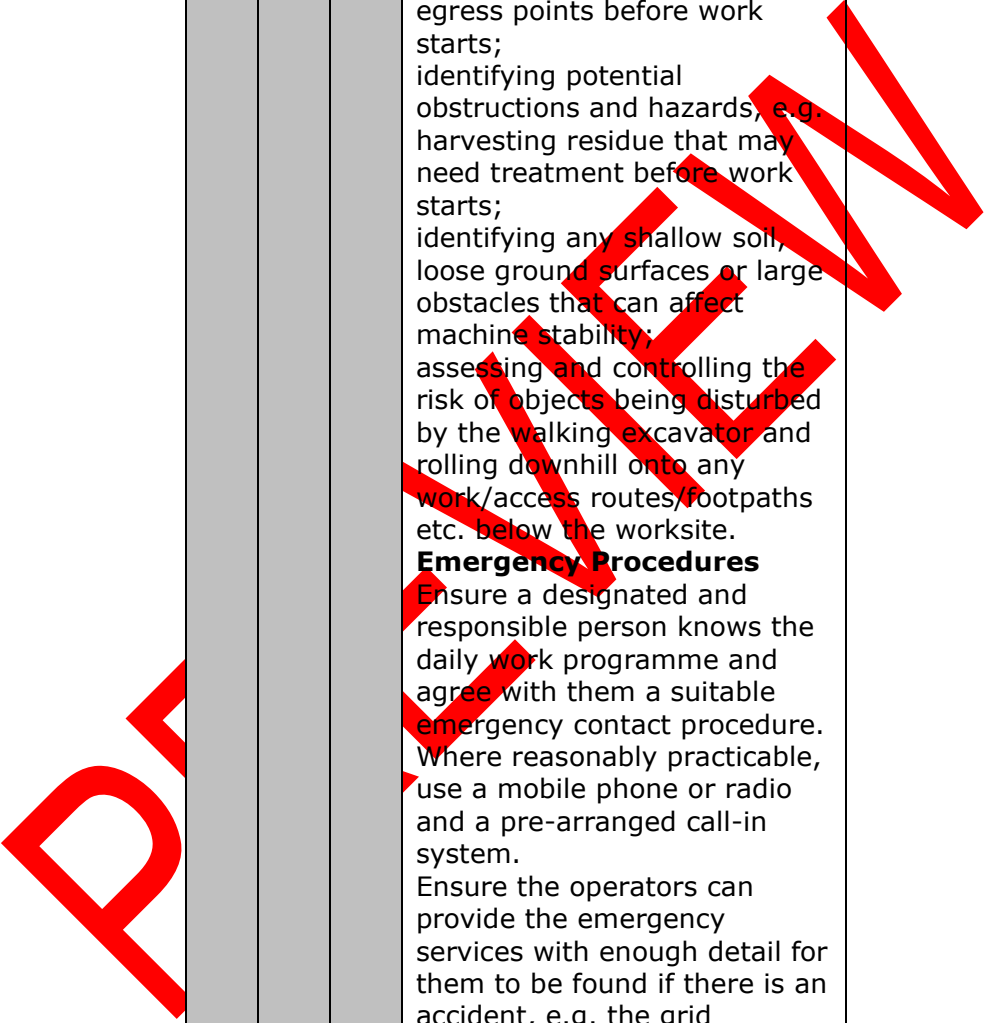 egress points before work
starts;
identifying potential
obstructions and hazards, e.g.
harvesting residue that may
need treatment before work
starts;
identifying any shallow soil,
loose ground surfaces or large
obstacles that can affect
machine stability;
assessing and controlling the
risk of objects being disturbed
by the walking excavator and
rolling downhill onto any
work/access routes/footpaths
etc. below the worksite.
Emergency Procedures
Ensure a designated and
responsible person knows the
daily work programme and
agree with them a suitable
emergency contact procedure.
Where reasonably practicable,
use a mobile phone or radio
and a pre-arranged call-in
system.
Ensure the operators can
provide the emergency
services with enough detail for
them to be found if there is an
accident, e.g. the grid
PREVIEW